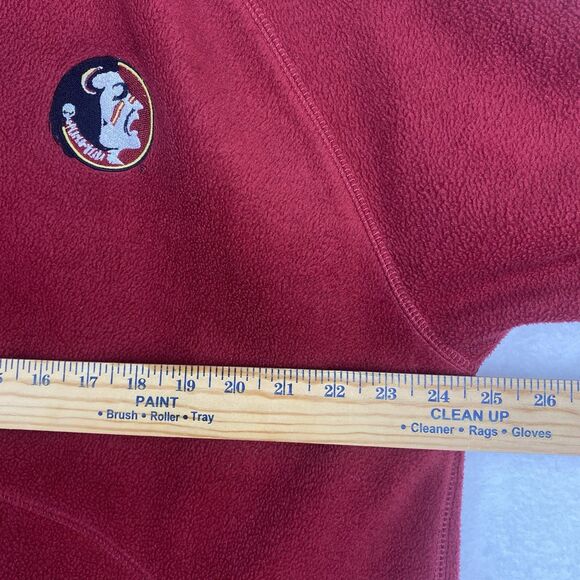 16 17 18 19 20 21 22 23 24 25 26
PAINT
• Brush • Roller • Tray
CLEAN UP
• Cleaner • Rags • Gloves